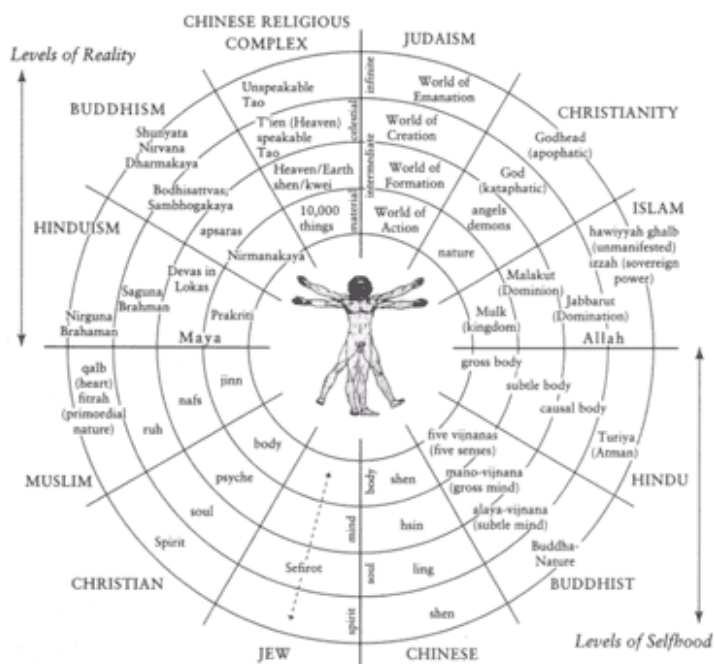 CHINESE RELIGIOUS
COMPLEX
JUDAISM
Levels of Reality
BUDDHISM
CHRISTIANITY
HINDUISM
ISLAM
infinite
celestial
intermediate
material
Unspeakable
Tao
T'ien (Heaven)
speakable
Tao
Heaven/Earth
shen/kwei
10,000
things
World of
Emanation
World of
Creation
World of
Formation
World of
Action
Godhead
(apophatic)
God
(kataphatic)
angels
demons
nature
hawiyyah ghalb
(unmanifested)
izzah (sovereign
power)
Jabbarut
(Domination)
Malakut
(Dominion)
Mulk
(kingdom)
Allah
Shunyata
Nirvana
Dharmakaya
Bodhisattvas,
Sambhogakaya
apsaras
Nirmanakaya
Nirguna
Brahaman
Saguna
Brahman
Devas in
Lokas
Prakriti
Maya
qalb
(heart)
fitrah
(primordial
nature)
ruh
nafs
jinn
MUSLIM
Spirit
soul
psyche
body
CHRISTIAN
Sefirot
JEW
body
mind
soul
spirit
shen
hsin
ling
shen
CHINESE
five vijnanas
(five senses)
mano-vijnana
(gross mind)
alaya-vijnana
(subtle mind)
Buddha-
Nature
BUDDHIST
gross body
subtle body
causal body
Turiya
(Atman)
HINDU
Levels of Selfhood